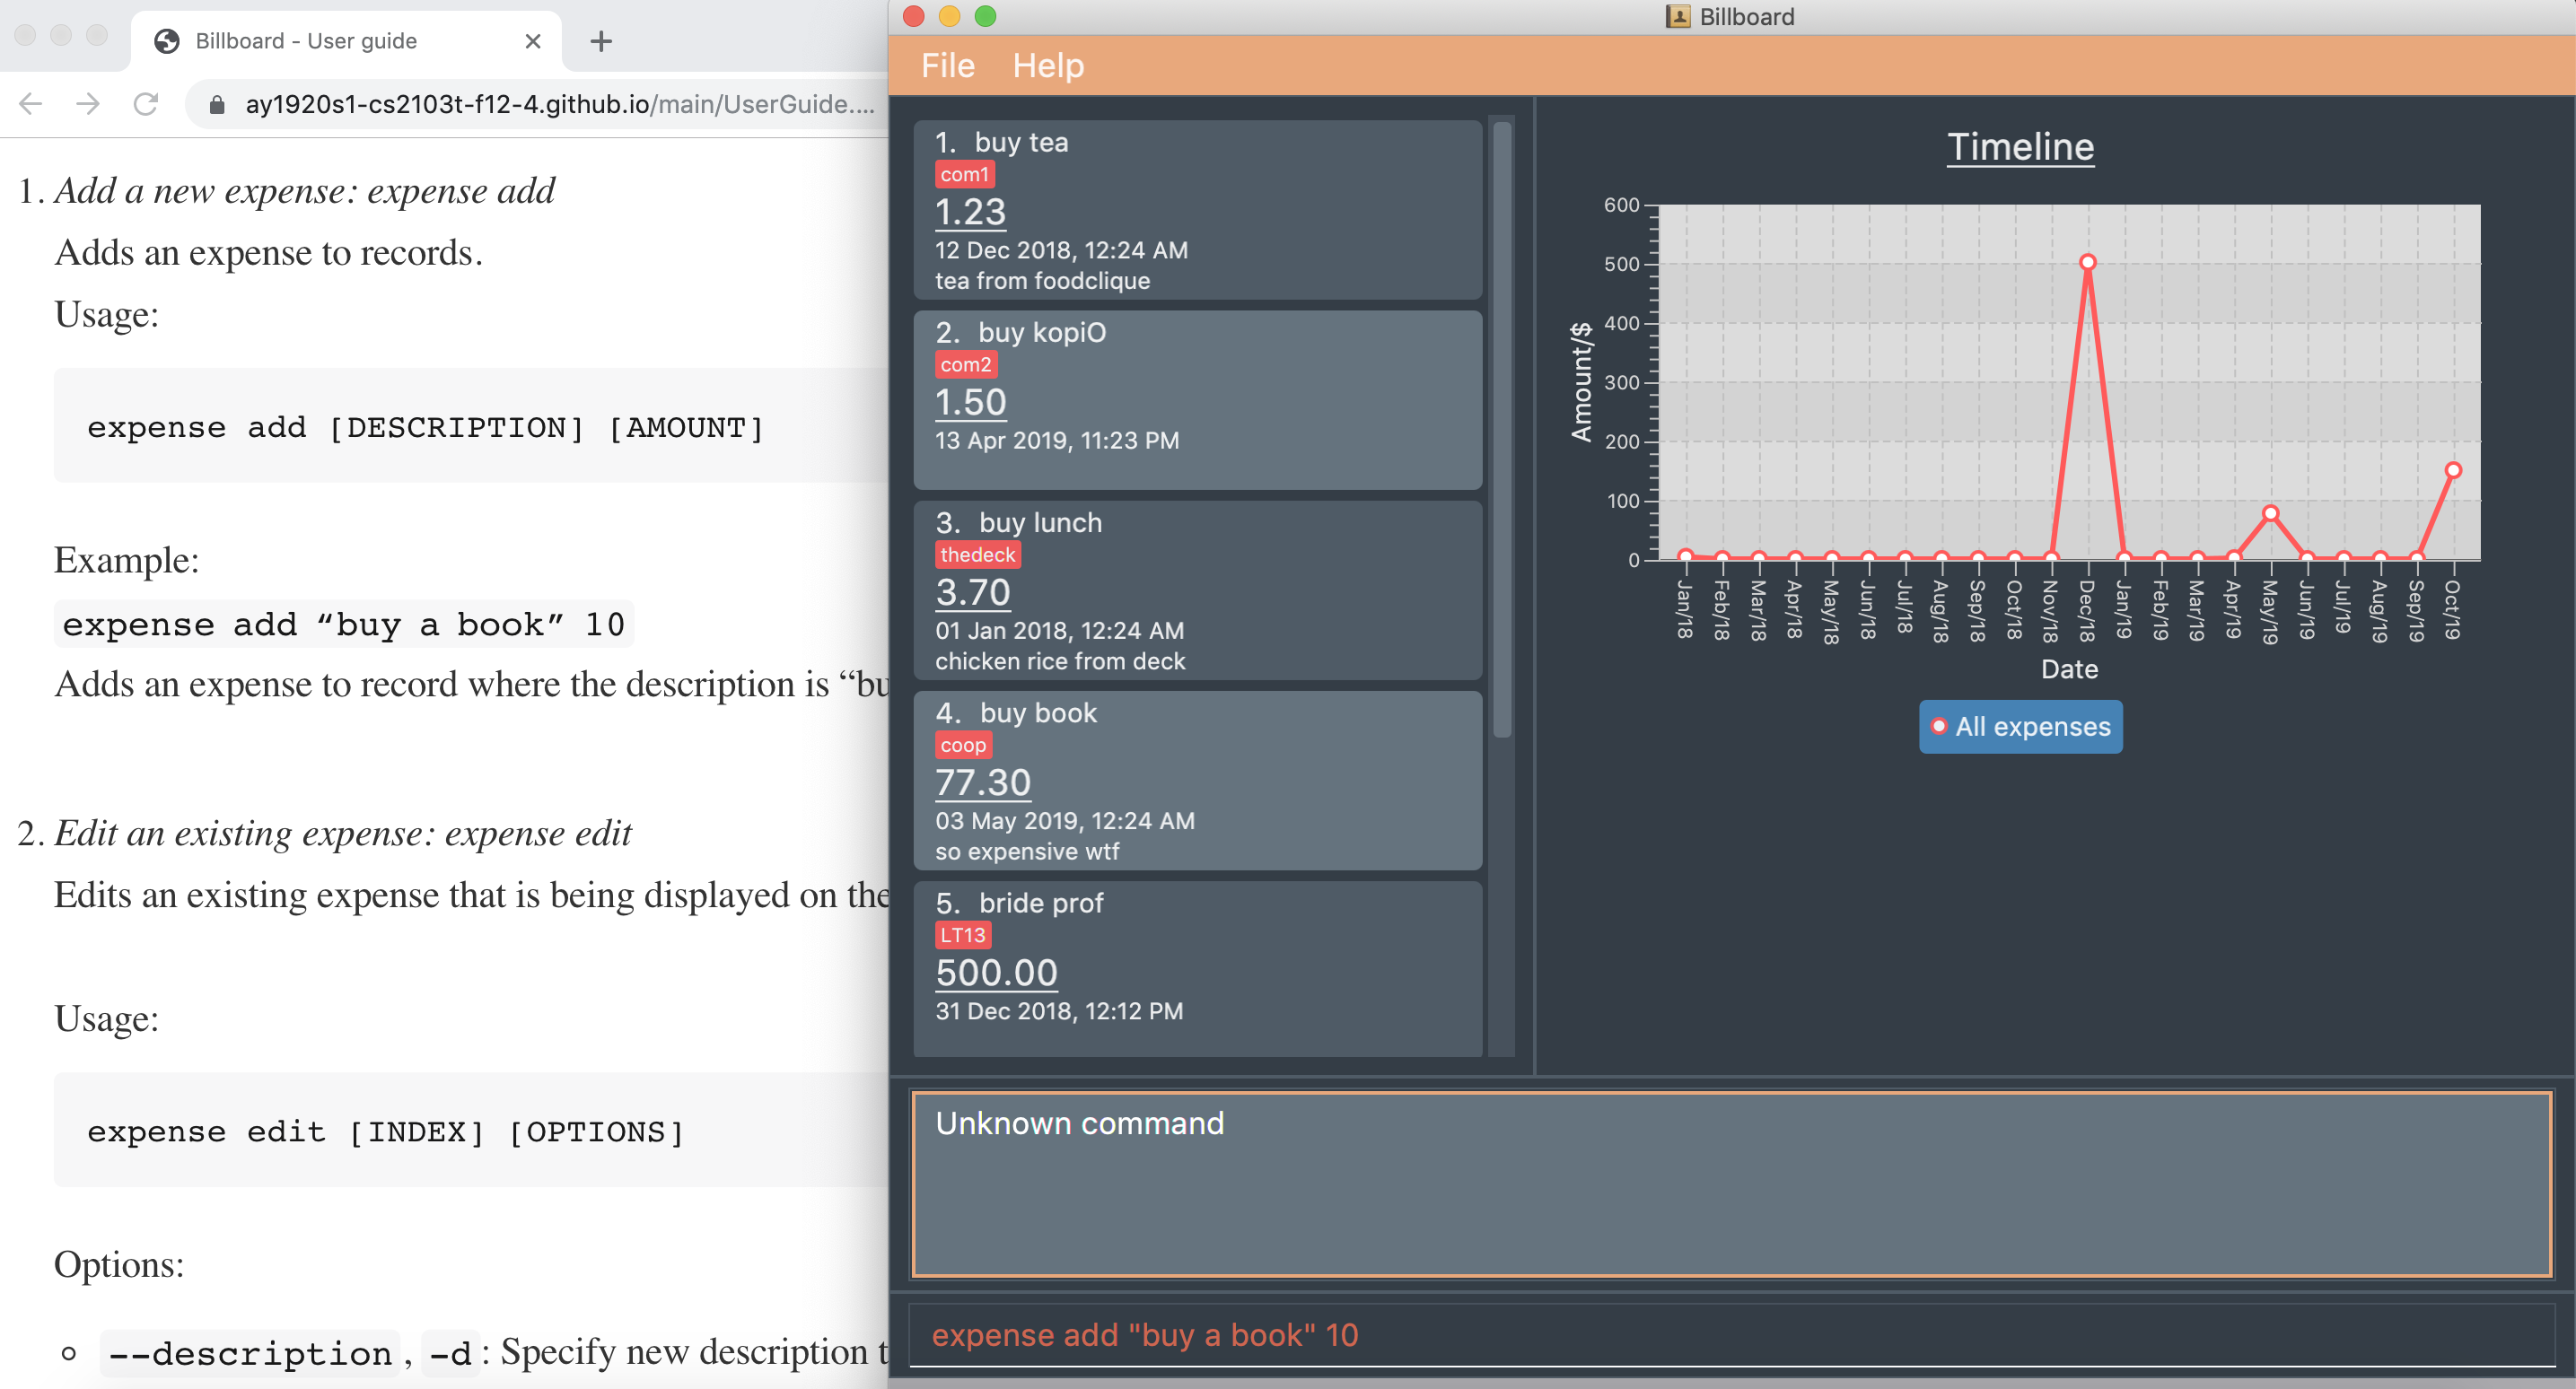 Billboard - User guide
ay1920s1-cs2103t-f12-4.github.io/main/UserGuide....
1. Add a new expense: expense add
Adds an expense to records.
Usage:
expense add [DESCRIPTION] [AMOUNT]
Example:
expense add “buy a book” 10
Adds an expense to record where the description is “bu
2. Edit an existing expense: expense edit
Edits an existing expense that is being displayed on the
Usage:
expense edit [INDEX] [OPTIONS]
Options:
--description, -d: Specify new description t
Billboard
File Help
1. buy tea
com1
1.23
12 Dec 2018, 12:24 AM
tea from foodclique
2. buy kopiO
com2
1.50
13 Apr 2019, 11:23 PM
3. buy lunch
thedeck
3.70
01 Jan 2018, 12:24 AM
chicken rice from deck
4. buy book
coop
77.30
03 May 2019, 12:24 AM
so expensive wtf
5. bride prof
LT13
500.00
31 Dec 2018, 12:12 PM
Timeline
Amount/$
600
500
400
300
200
100
0
Jan/18
Feb/18
Mar/18
Apr/18
May/18
Jun/18
Jul/18
Aug/18
Sep/18
Oct/18
Nov/18
Dec/18
Jan/19
Feb/19
Mar/19
Apr/19
May/19
Jun/19
Jul/19
Aug/19
Sep/19
Oct/19
Date
All expenses
Unknown command
expense add "buy a book" 10